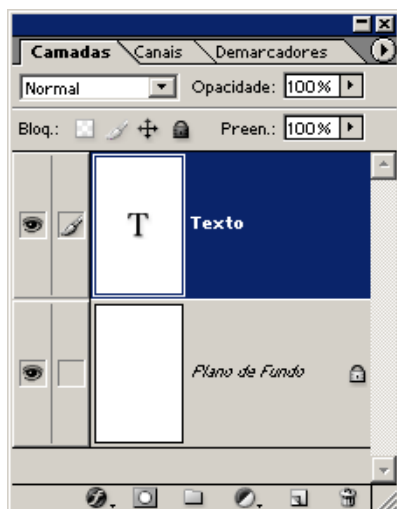 Camadas Canais Demarcadores
Normal Opacidade: 100%
Bloq.: Preen.: 100%
T Texto
Plano de Fundo